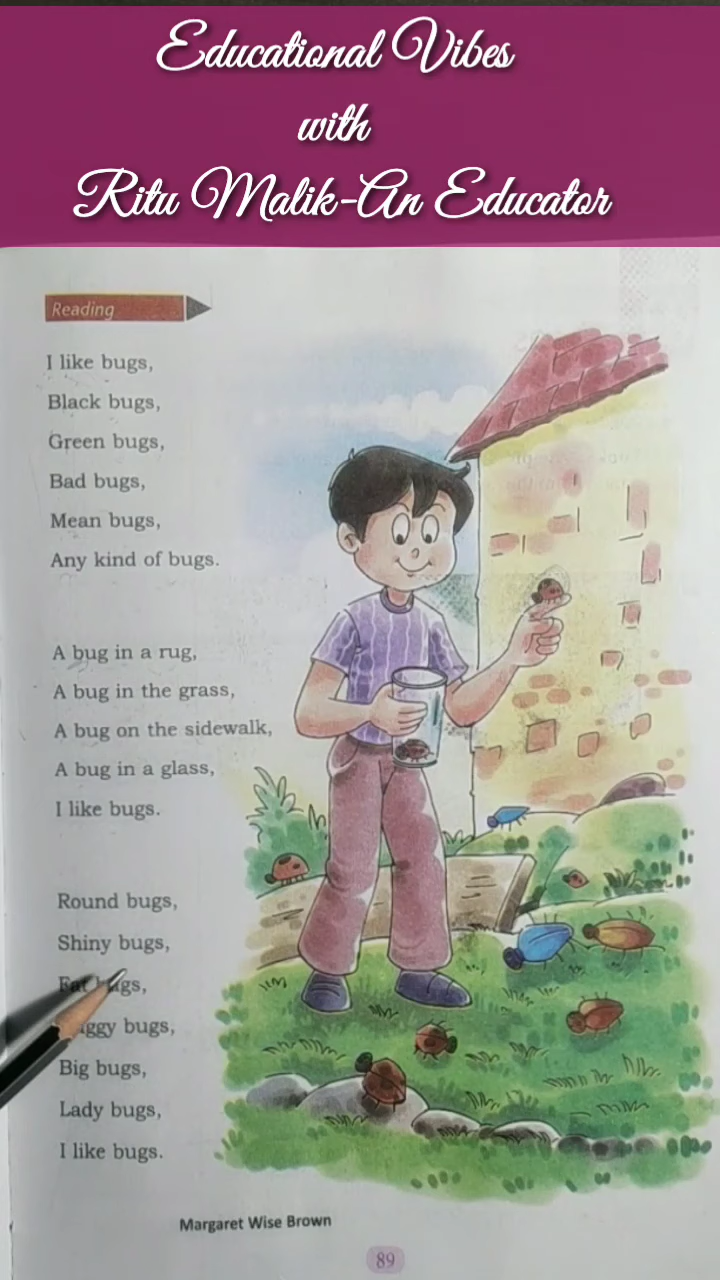 Educational Vibes
with
Ritu Malik-An Educator
Reading
I like bugs,
Black bugs,
Green bugs,
Bad bugs,
Mean bugs,
Any kind of bugs.
A bug in a rug,
A bug in the grass,
A bug on the sidewalk,
A bug in a glass,
I like bugs.
Round bugs,
Shiny bugs,
Fat bugs,
bugs,
Big bugs,
Lady bugs,
I like bugs.
Margaret Wise Brown
89